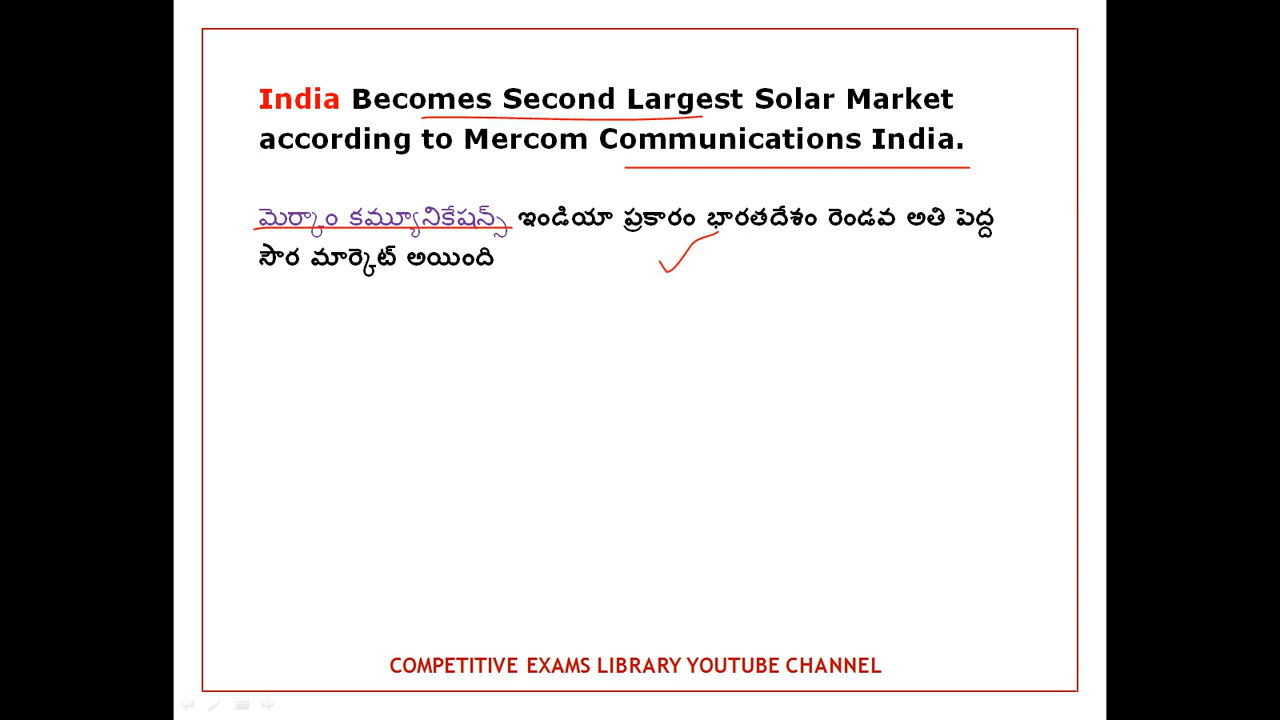 India Becomes Second Largest Solar Market
according to Mercom Communications India.
మెర్కాం కమ్యూనికేషన్స్ ఇండియా ప్రకారం భారతదేశం రెండవ అతి పెద్ద
సౌర మార్కెట్ అయింది
COMPETITIVE EXAMS LIBRARY YOUTUBE CHANNEL